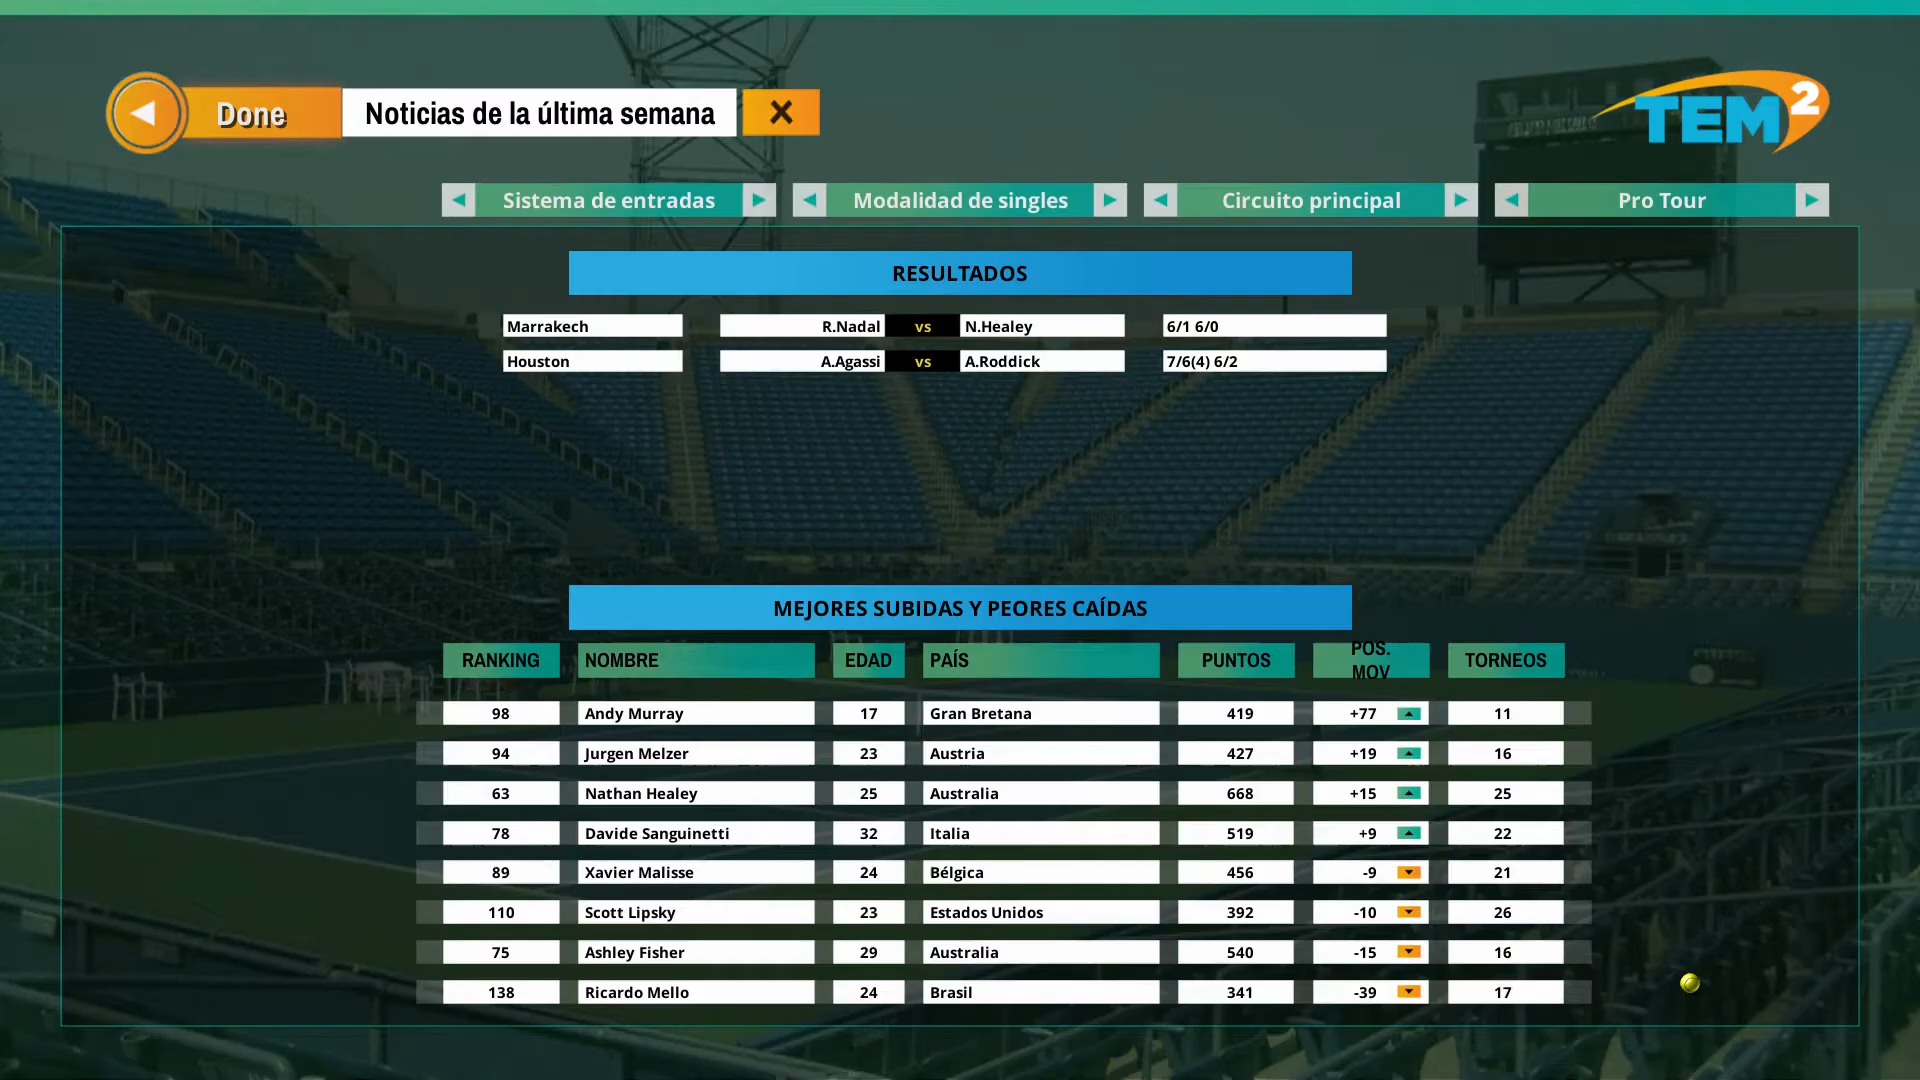 Done
Noticias de la última semana
TEM2
Sistema de entradas
Modalidad de singles
Circuito principal
Pro Tour
RESULTADOS
Marrakech R.Nadal vs N.Healey 6/1 6/0
Houston A.Agassi vs A.Roddick 7/6(4) 6/2
MEJORES SUBIDAS Y PEORES CAÍDAS
RANKING NOMBRE EDAD PAÍS PUNTOS POS. MOV TORNEOS
98 Andy Murray 17 Gran Bretana 419 +77 11
94 Jurgen Melzer 23 Austria 427 +19 16
63 Nathan Healey 25 Australia 668 +15 25
78 Davide Sanguinetti 32 Italia 519 +9 22
89 Xavier Malisse 24 Bélgica 456 -9 21
110 Scott Lipsky 23 Estados Unidos 392 -10 26
75 Ashley Fisher 29 Australia 540 -15 16
138 Ricardo Mello 24 Brasil 341 -39 17